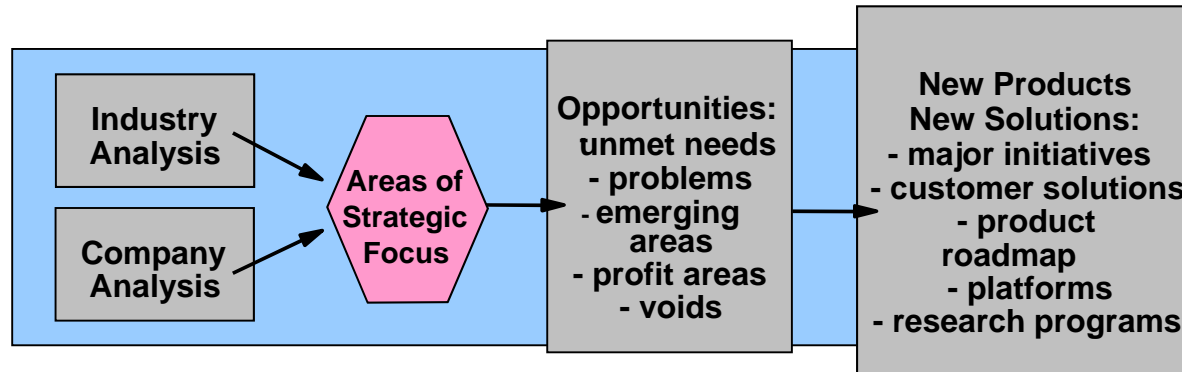 Industry
Analysis
Company
Analysis
Areas of
Strategic
Focus
Opportunities:
unmet needs
- problems
- emerging
areas
- profit areas
- voids
New Products
New Solutions:
- major initiatives
- customer solutions
- product
roadmap
- platforms
- research programs